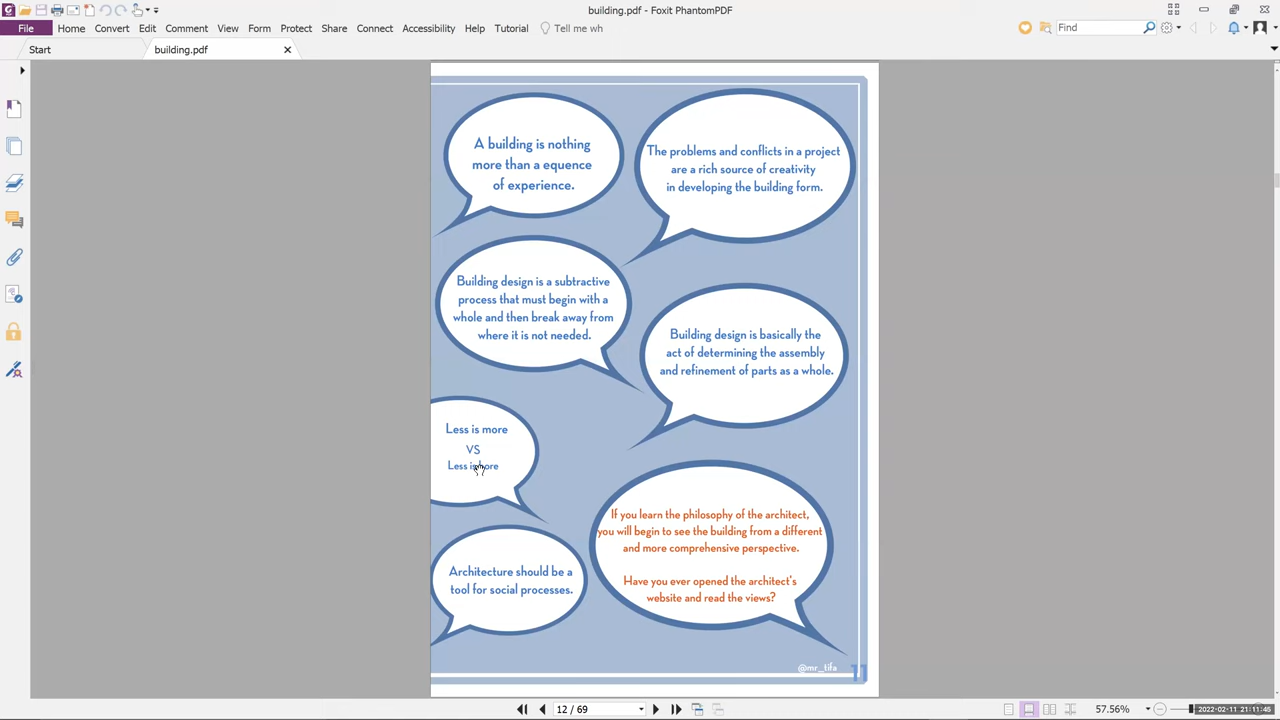 building.pdf - Foxit PhantomPDF
File Home Convert Edit Comment View Form Protect Share Connect Accessibility Help Tutorial Tell me wh Find
Start building.pdf
A building is nothing
more than a equence
of experience.
The problems and conflicts in a project
are a rich source of creativity
in developing the building form.
Building design is a subtractive
process that must begin with a
whole and then break away from
where it is not needed.
Building design is basically the
act of determining the assembly
and refinement of parts as a whole.
Less is more
VS
Less is
If you learn the philosophy of the architect,
you will begin to see the building from a different
and more comprehensive perspective.
Have you ever opened the architect's
website and read the views?
Architecture should be a
tool for social processes.
@mr_tifa
11
12 / 69
57.56%
2022-02-11 21:11:45